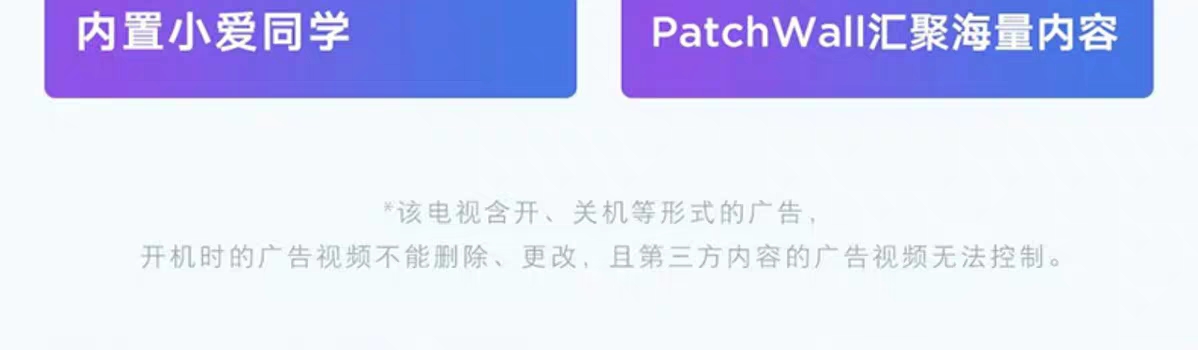 内置小爱同学
PatchWall汇聚海量内容
*该电视含开、关机等形式的广告，
开机时的广告视频不能删除、更改，且第三方内容的广告视频无法控制。